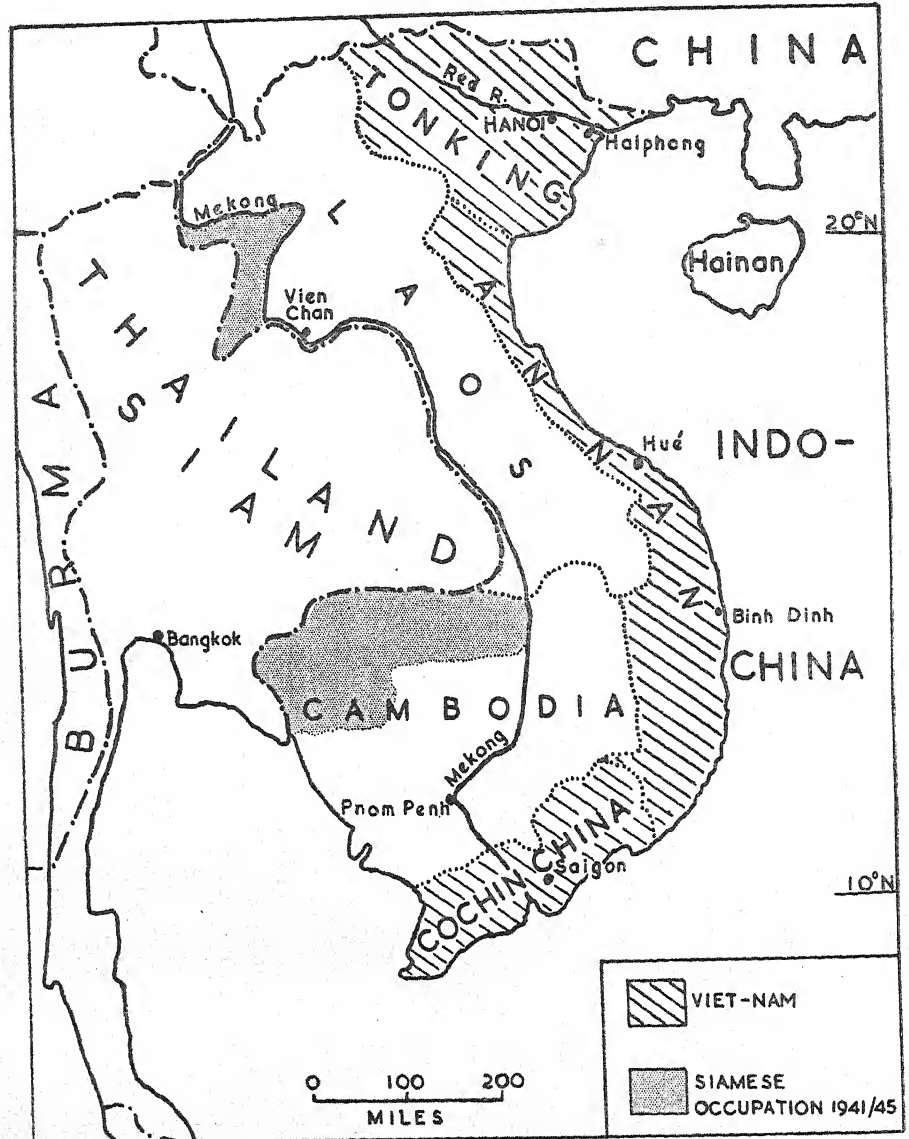 CHINA
TONKING
Red R.
HANOI
Haiphong
Mekong
20°N
Hainan
LAOS
Vien
Chan
THAILAND
SIAM
BURMA
ANNAN
Hué
INDO-
CHINA
Binh Dinh
Bangkok
CAMBODIA
Mekong
Pnom Penh
COCHIN CHINA
Saigon
10°N
0 100 200
MILES
VIET-NAM
SIAMESE
OCCUPATION 1941/45